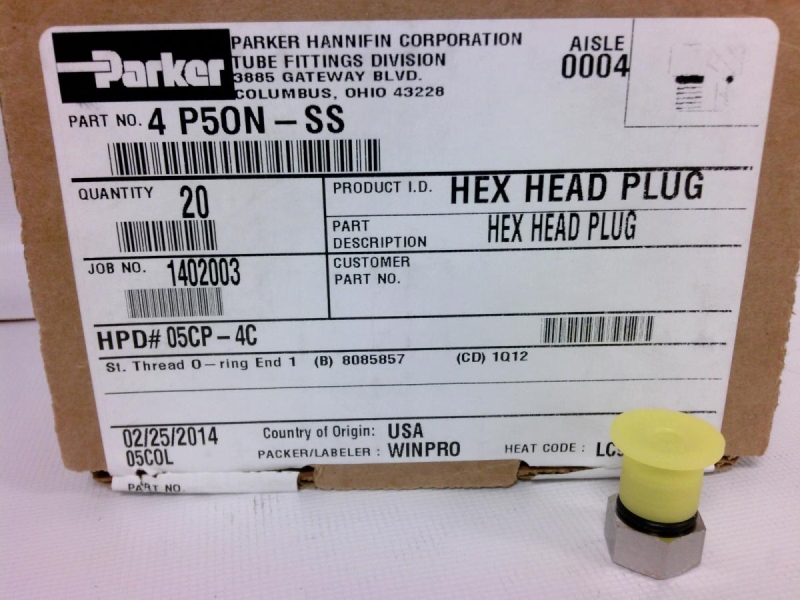 Parker
PARKER HANNIFIN CORPORATION
TUBE FITTINGS DIVISION
3885 GATEWAY BLVD.
COLUMBUS, OHIO 43228
AISLE
0004
PART NO. 4 P5ON-SS
QUANTITY 20
PRODUCT I.D. HEX HEAD PLUG
PART DESCRIPTION HEX HEAD PLUG
JOB NO. 1402003
CUSTOMER
PART NO.
HPD# 05CP-4C
St. Thread O-ring End 1 (B) 8085857 (CD) 1Q12
02/25/2014 Country of Origin: USA
05COL PACKER/LABELER : WINPRO HEAT CODE :
PART NO.